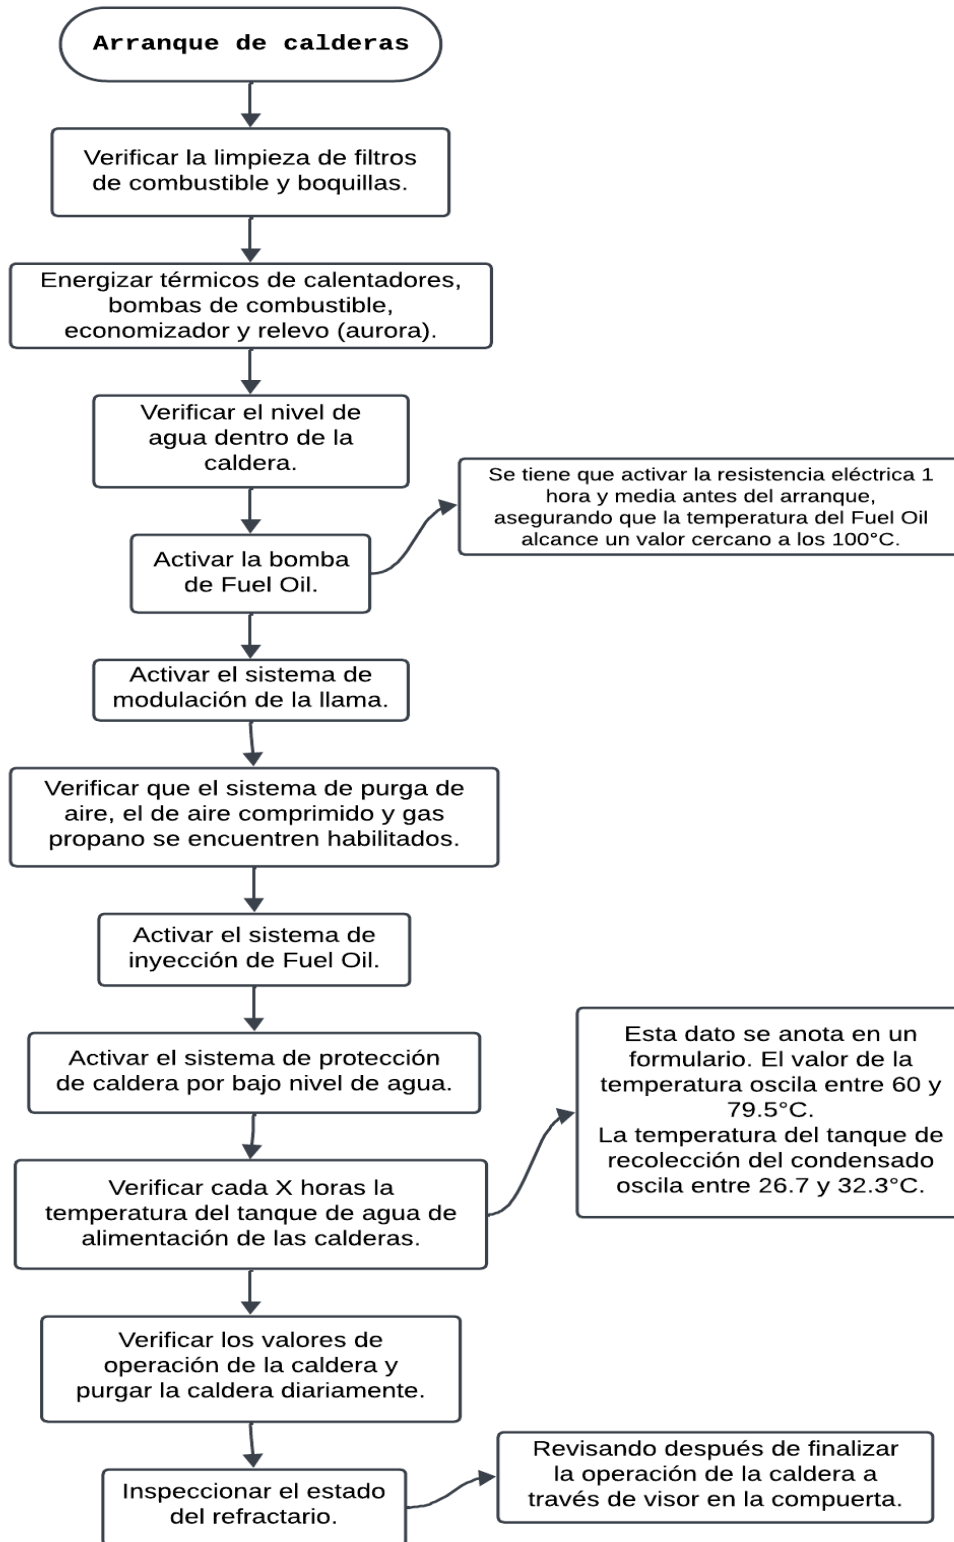 Arranque de calderas
Verificar la limpieza de filtros
de combustible y boquillas.
Energizar térmicos de calentadores,
bombas de combustible,
economizador y relevo (aurora).
Verificar el nivel de
agua dentro de la
caldera.
Activar la bomba
de Fuel Oil.
Se tiene que activar la resistencia eléctrica 1
hora y media antes del arranque,
asegurando que la temperatura del Fuel Oil
alcance un valor cercano a los 100°C.
Activar el sistema de
modulación de la llama.
Verificar que el sistema de purga de
aire, el de aire comprimido y gas
propano se encuentren habilitados.
Activar el sistema de
inyección de Fuel Oil.
Activar el sistema de protección
de caldera por bajo nivel de agua.
Verificar cada X horas la
temperatura del tanque de agua de
alimentación de las calderas.
Esta dato se anota en un
formulario. El valor de la
temperatura oscila entre 60 y
79.5°C.
La temperatura del tanque de
recolección del condensado
oscila entre 26.7 y 32.3°C.
Verificar los valores de
operación de la caldera y
purgar la caldera diariamente.
Inspeccionar el estado
del refractario.
Revisando después de finalizar
la operación de la caldera a
través de visor en la compuerta.